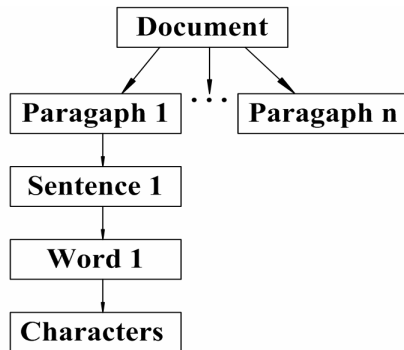 Document
Paragaph 1 ... Paragaph n
Sentence 1
Word 1
Characters